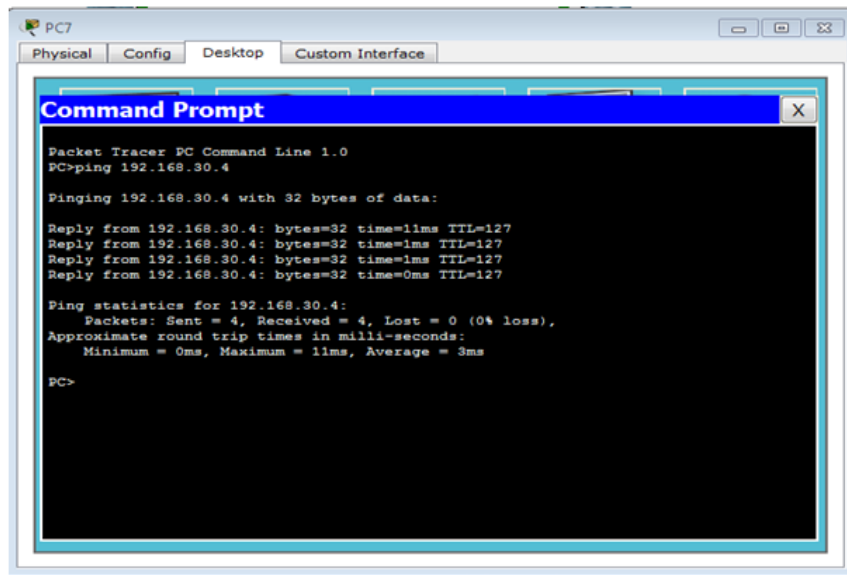 PC7
Physical Config Desktop Custom Interface
Command Prompt
X
Packet Tracer PC Command Line 1.0
PC>ping 192.168.30.4
Pinging 192.168.30.4 with 32 bytes of data:
Reply from 192.168.30.4: bytes=32 time=11ms TTL=127
Reply from 192.168.30.4: bytes=32 time=1ms TTL=127
Reply from 192.168.30.4: bytes=32 time=1ms TTL=127
Reply from 192.168.30.4: bytes=32 time=0ms TTL=127
Ping statistics for 192.168.30.4:
Packets: Sent = 4, Received = 4, Lost = 0 (0% loss),
Approximate round trip times in milli-seconds:
Minimum = 0ms, Maximum = 11ms, Average = 3ms
PC>